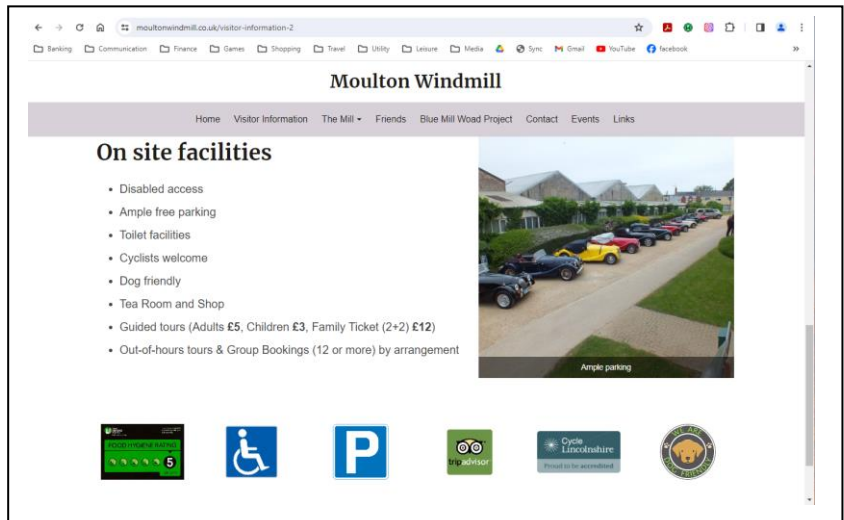 moultonwindmill.co.uk/visitor-information-2
Banking Communication Finance Games Shopping Travel Utility Leisure Media Sync Gmail YouTube facebook
Moulton Windmill
Home Visitor Information The Mill Friends Blue Mill Woad Project Contact Events Links
On site facilities
• Disabled access
• Ample free parking
• Toilet facilities
• Cyclists welcome
• Dog friendly
• Tea Room and Shop
• Guided tours (Adults £5, Children £3, Family Ticket (2+2) £12)
• Out-of-hours tours & Group Bookings (12 or more) by arrangement
Ample parking
FOOD HYGIENE RATING
5
P
tripadvisor
Cycle
Lincolnshire
Proud to be accredited
WE ARE
DOG FRIENDLY